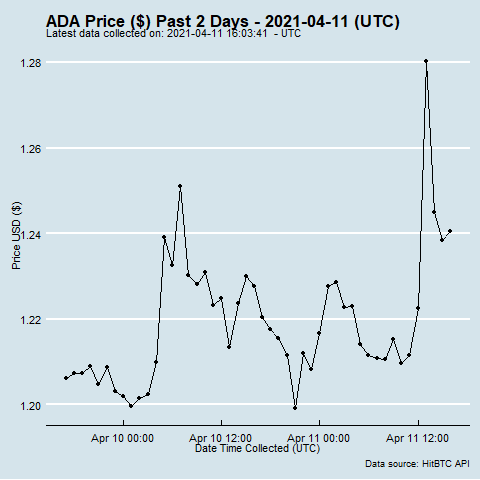 ADA Price ($) Past 2 Days - 2021-04-11 (UTC)
Latest data collected on: 2021-04-11 16:03:41 - UTC
1.28
1.26
1.24
1.22
1.20
Price USD ($)
Apr 10 00:00 Apr 10 12:00 Apr 11 00:00 Apr 11 12:00
Date Time Collected (UTC)
Data source: HitBTC API